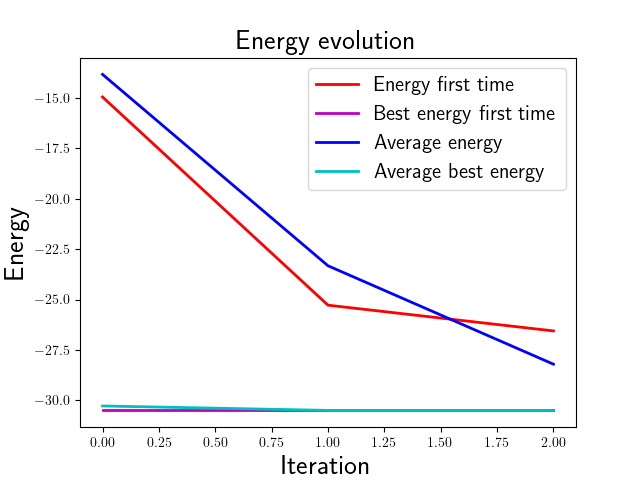 Energy evolution
Energy first time
Best energy first time
Average energy
Average best energy
Energy
−15.0
−17.5
−20.0
−22.5
−25.0
−27.5
−30.0
0.00 0.25 0.50 0.75 1.00 1.25 1.50 1.75 2.00
Iteration